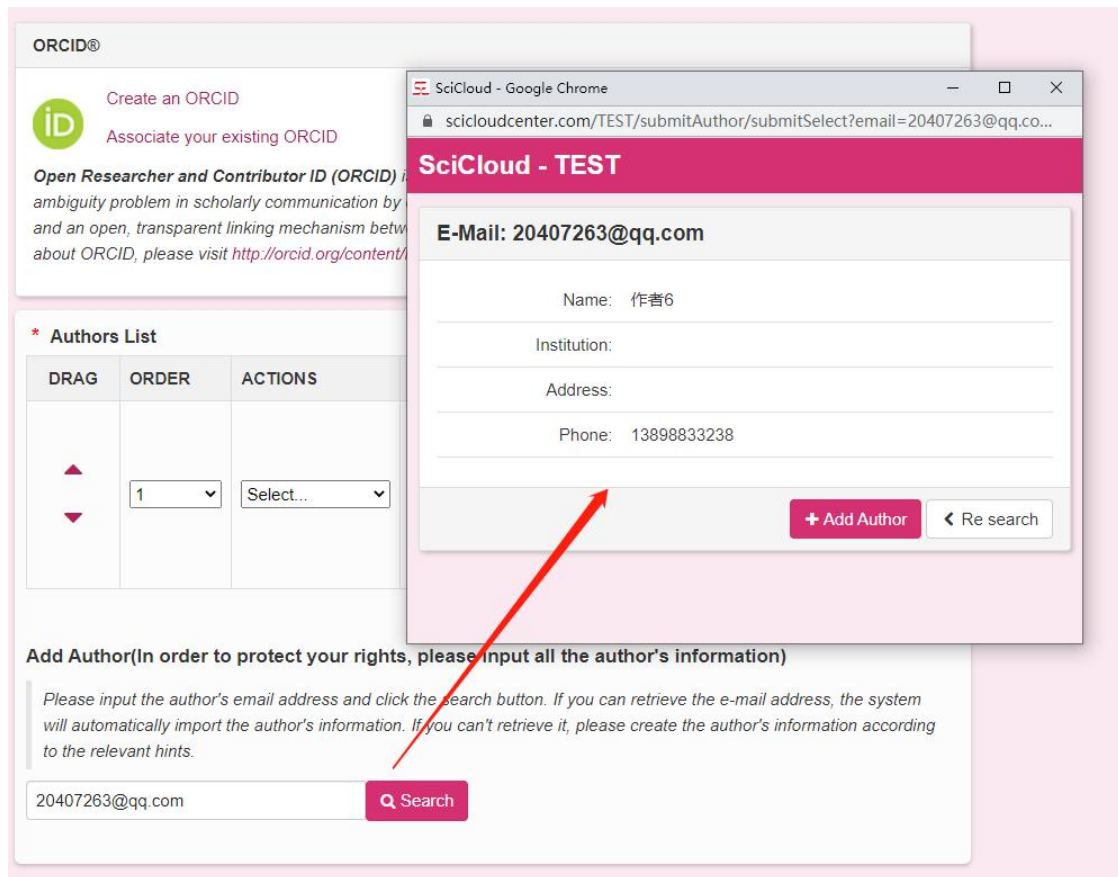 ORCID®
iD
Create an ORCID
Associate your existing ORCID
Open Researcher and Contributor ID (ORCID)
ambiguity problem in scholarly communication by
and an open, transparent linking mechanism
about ORCID, please visit http://orcid.org/content/
* Authors List
DRAG ORDER ACTIONS
1 Select...
SciCloud - Google Chrome
scicloudcenter.com/TEST/submitAuthor/submitSelect?email=20407263@qq.co...
SciCloud - TEST
E-Mail: 20407263@qq.com
Name: 作者6
Institution:
Address:
Phone: 13898833238
+ Add Author
Re search
Add Author(In order to protect your rights, please input all the author's information)
Please input the author's email address and click the search button. If you can retrieve the e-mail address, the system
will automatically import the author's information. If you can't retrieve it, please create the author's information according
to the relevant hints.
20407263@qq.com
Search